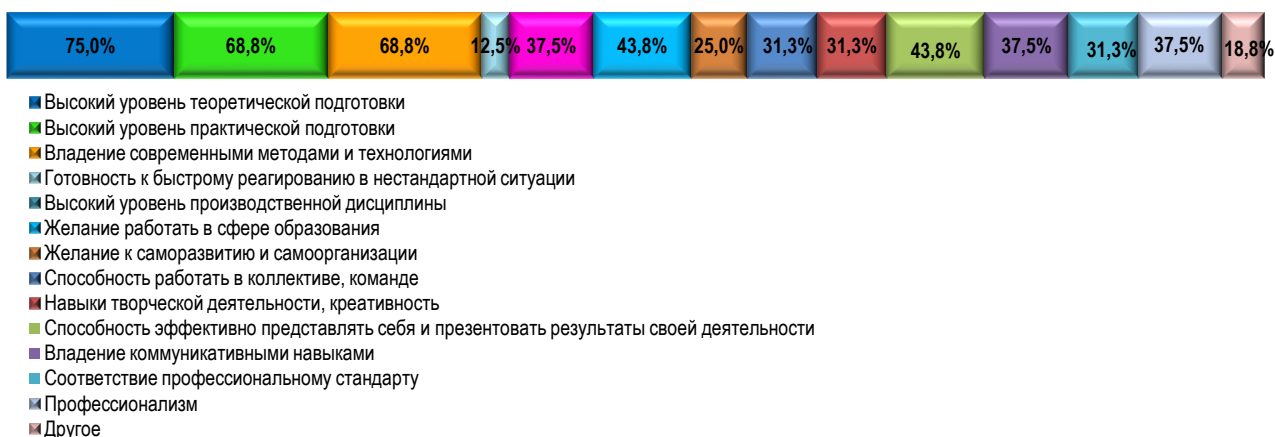 75,0% 68,8% 68,8% 12,5% 37,5% 43,8% 25,0% 31,3% 31,3% 43,8% 37,5% 31,3% 37,5% 18,8%
Высокий уровень теоретической подготовки
Высокий уровень практической подготовки
Владение современными методами и технологиями
Готовность к быстрому реагированию в нестандартной ситуации
Высокий уровень производственной дисциплины
Желание работать в сфере образования
Желание к саморазвитию и самоорганизации
Способность работать в коллективе, команде
Навыки творческой деятельности, креативность
Способность эффективно представлять себя и презентовать результаты своей деятельности
Владение коммуникативными навыками
Соответствие профессиональному стандарту
Профессионализм
Другое